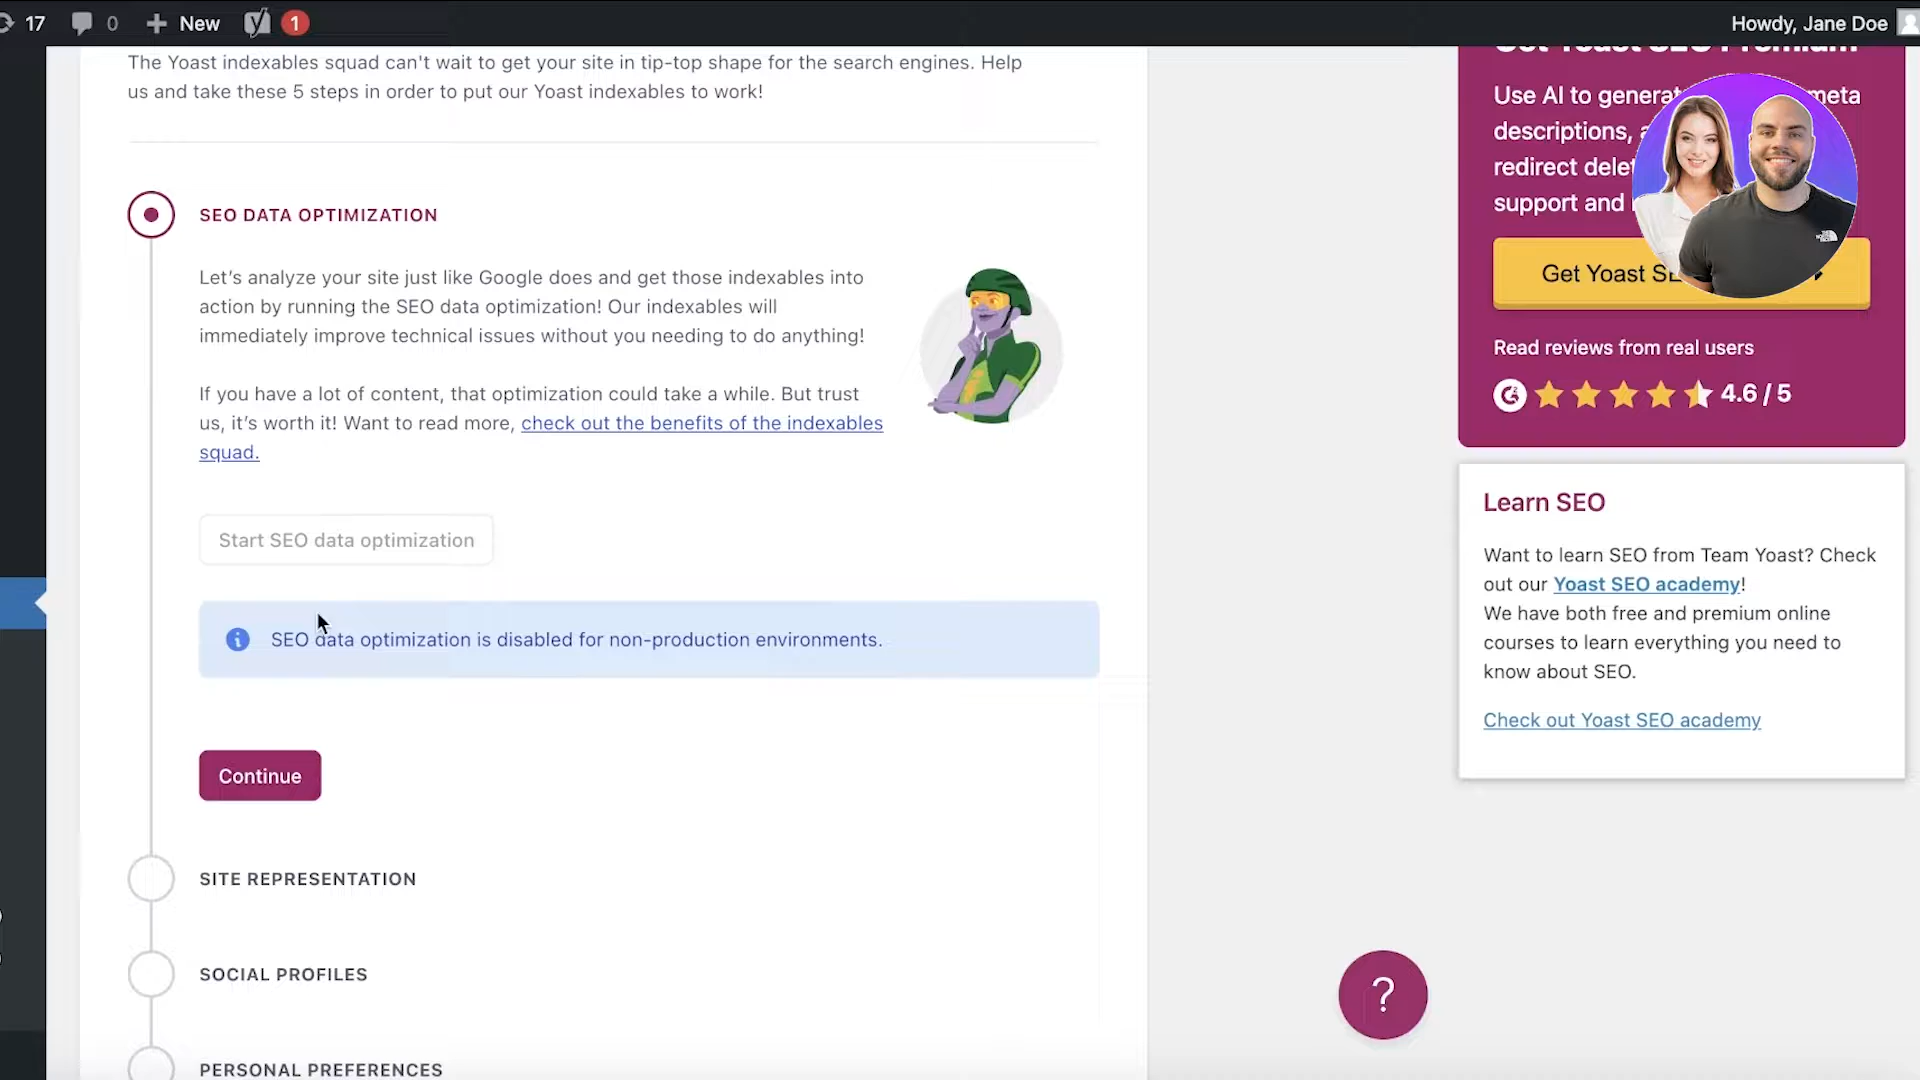 17
0
New
1
Howdy, Jane Doe
The Yoast indexables squad can't wait to get your site in tip-top shape for the search engines. Help
us and take these 5 steps in order to put our Yoast indexables to work!
SEO DATA OPTIMIZATION
Let's analyze your site just like Google does and get those indexables into
action by running the SEO data optimization! Our indexables will
immediately improve technical issues without you needing to do anything!
If you have a lot of content, that optimization could take a while. But trust
us, it's worth it! Want to read more, check out the benefits of the indexables
squad.
Start SEO data optimization
SEO data optimization is disabled for non-production environments.
Continue
SITE REPRESENTATION
SOCIAL PROFILES
PERSONAL PREFERENCES
Get Yoast SEO Premium
Use AI to generat meta
descriptions,
redirect dele
support and
Get Yoast SE
Read reviews from real users
4.6 / 5
Learn SEO
Want to learn SEO from Team Yoast? Check
out our Yoast SEO academy!
We have both free and premium online
courses to learn everything you need to
know about SEO.
Check out Yoast SEO academy
?